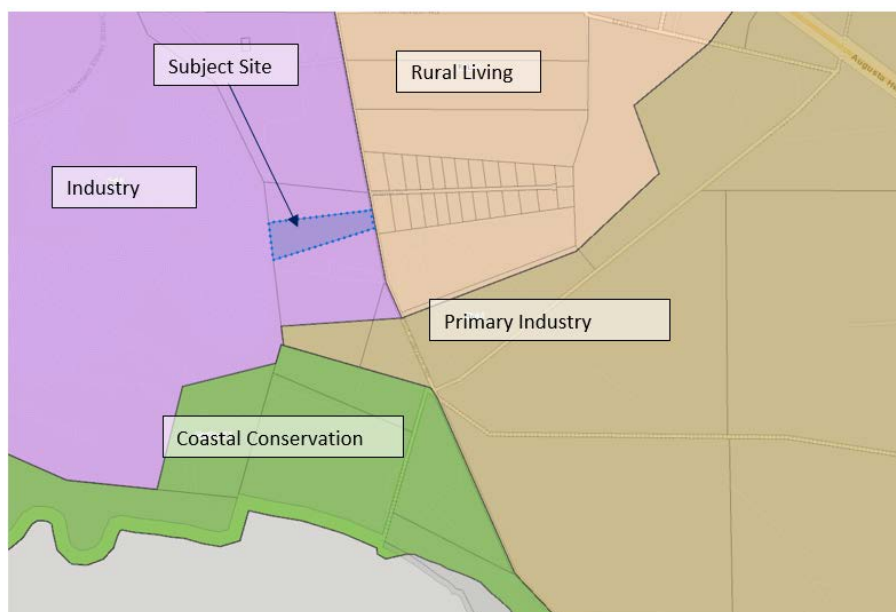 Subject Site
Rural Living
Industry
Primary Industry
Coastal Conservation